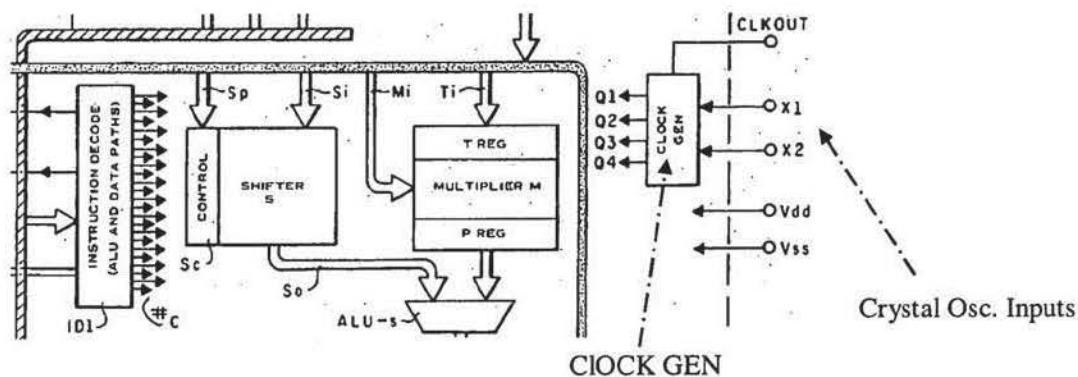 CLKOUT
Sp
Si
Mi
Ti
Q1
Q2
Q3
Q4
CLOCK
GEN
X1
X2
Vdd
Vss
INSTRUCTION DECODE
(ALU AND DATA PATHS)
CONTROL
SHIFTER
S
T REG
MULTIPLIER M
P REG
Sc
So
ID1
#C
ALU-s
ClOCK GEN
Crystal Osc. Inputs